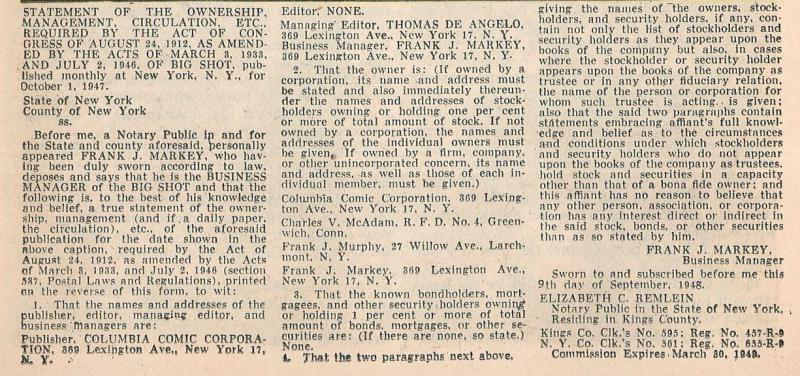 STATEMENT OF THE OWNERSHIP,
MANAGEMENT, CIRCULATION, ETC.,
REQUIRED BY THE ACT OF CON-
GRESS OF AUGUST 24, 1912, AS AMEND-
ED BY THE ACTS OF MARCH 3, 1933,
AND JULY 2, 1946, OF BIG SHOT, pub-
lished monthly at New York, N. Y., for
October 1, 1947.
State of New York
County of New York
ss.
Before me, a Notary Public in and for
the State and county aforesaid, personally
appeared FRANK J. MARKEY, who hav-
ing been duly sworn according to law,
deposes and says that he is the BUSINESS
MANAGER of the BIG SHOT and that the
following is, to the best of his knowledge
and belief, a true statement of the owner-
ship, management (and if a daily paper,
the circulation), etc., of the aforesaid
publication for the date shown in the
above caption, required by the Act of
August 24, 1912, as amended by the Acts
of March 3, 1933, and July 2, 1946 (section
537, Postal Laws and Regulations), printed
on the reverse of this form, to wit:
1. That the names and addresses of the
publisher, editor, managing editor, and
business managers are:
Publisher, COLUMBIA COMIC CORPORA-
TION, 369 Lexington Ave., New York 17,
N. Y.
Editor, NONE.
Managing Editor, THOMAS DE ANGELO,
369 Lexington Ave., New York 17, N. Y.
Business Manager, FRANK J. MARKEY,
369 Lexington Ave., New York 17, N. Y.
2. That the owner is: (If owned by a
corporation, its name and address must
be stated and also immediately thereun-
der the names and addresses of stock-
holders owning or holding one per cent
or more of total amount of stock. If not
owned by a corporation, the names and
addresses of the individual owners must
be given. If owned by a firm, company,
or other unincorporated concern, its name
and address, as well as those of each in-
dividual member, must be given.)
Columbia Comic Corporation, 369 Lexing-
ton Ave., New York 17, N. Y.
Charles V. McAdam, R. F. D. No. 4, Green-
wich, Conn.
Frank J. Murphy, 27 Willow Ave., Larch-
mont, N. Y.
Frank J. Markey, 369 Lexington Ave.,
New York 17, N. Y.
3. That the known bondholders, mort-
gagees, and other security holders owning
or holding 1 per cent or more of total
amount of bonds, mortgages, or other se-
curities are: (If there are none, so state.)
None.
4. That the two paragraphs next above,
giving the names of the owners, stock-
holders, and security holders, if any, con-
tain not only the list of stockholders and
security holders as they appear upon the
books of the company but also, in cases
where the stockholder or security holder
appears upon the books of the company as
trustee or in any other fiduciary relation,
the name of the person or corporation for
whom such trustee is acting, is given;
also that the said two paragraphs contain
statements embracing affiant's full knowl-
edge and belief as to the circumstances
and conditions under which stockholders
and security holders who do not appear
upon the books of the company as trustees,
hold stock and securities in a capacity
other than that of a bona fide owner; and
this affiant has no reason to believe that
any other person, association, or corpora-
tion has any interest direct or indirect in
the said stock, bonds, or other securities
than as so stated by him.
FRANK J. MARKEY,
Business Manager
Sworn to and subscribed before me this
9th day of September, 1948.
ELIZABETH C. REMLEIN
Notary Public in the State of New York,
Residing in Kings County.
Kings Co. Clk.'s No. 595; Reg. No. 457-R-9
N. Y. Co. Clk.'s No. 361; Reg. No. 655-R-9
Commission Expires March 30, 1949.